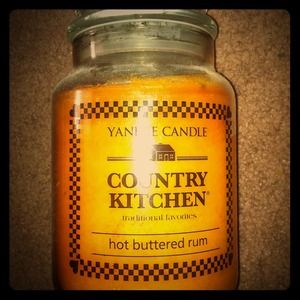 YANKEE CANDLE
COUNTRY
KITCHEN®
traditional favorites
hot buttered rum